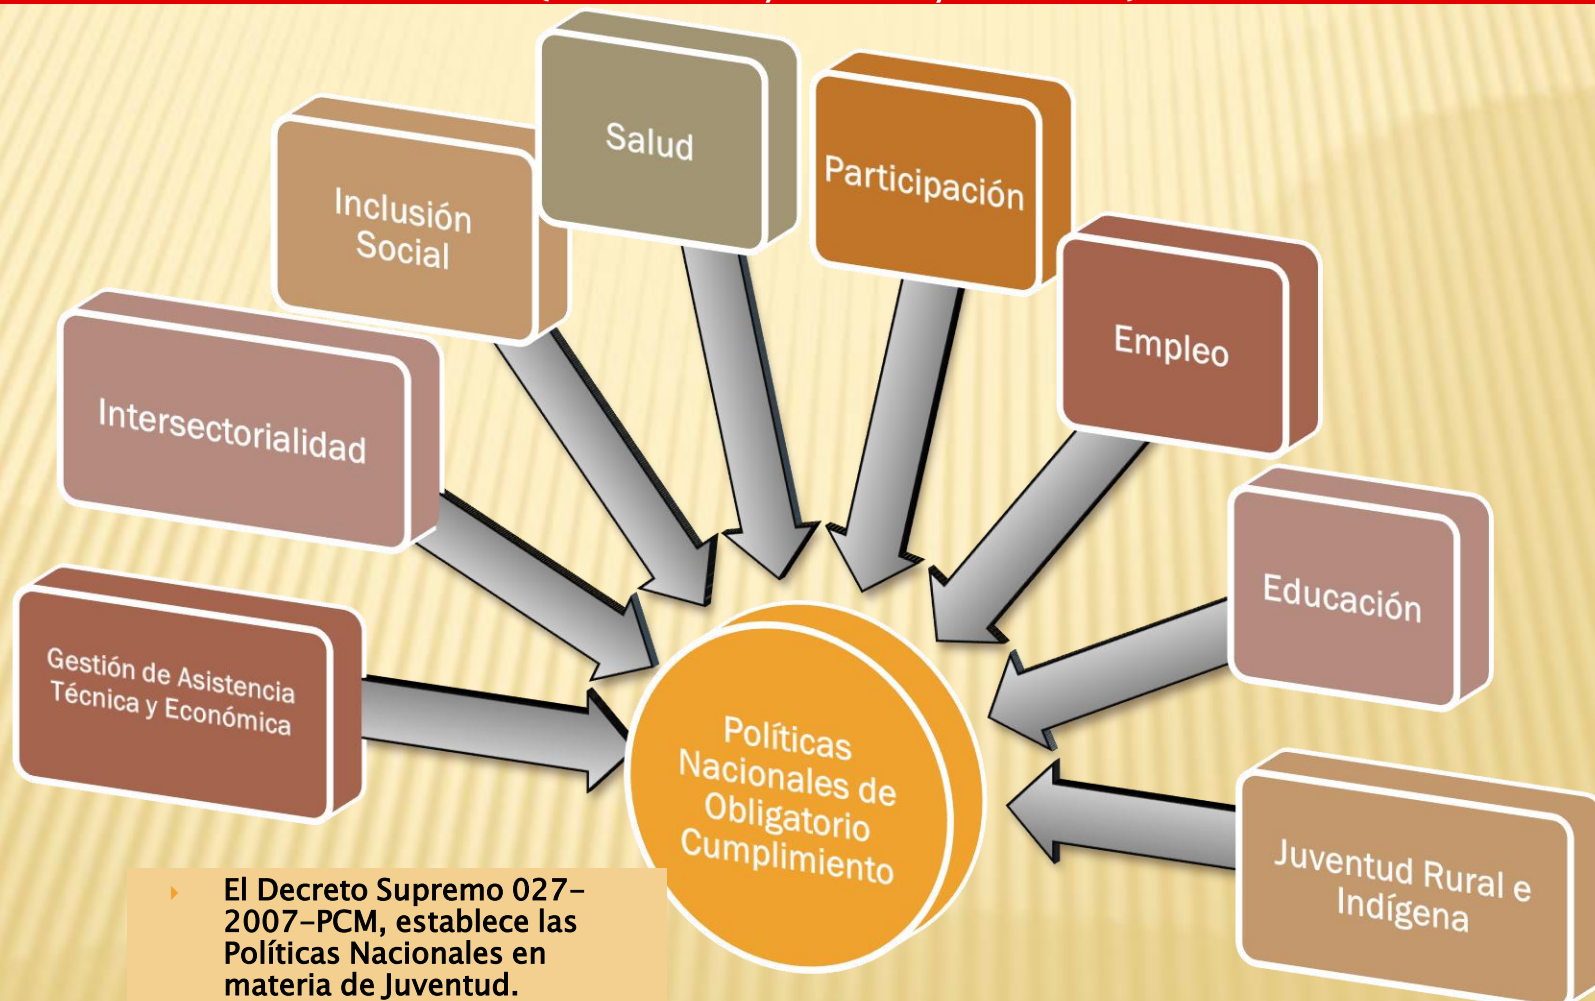 Salud
Participación
Inclusión
Social
Empleo
Intersectorialidad
Educación
Gestión de Asistencia
Técnica y Económica
Políticas
Nacionales de
Obligatorio
Cumplimiento
Juventud Rural e
Indígena
El Decreto Supremo 027-
2007-PCM, establece las
Políticas Nacionales en
materia de Juventud.